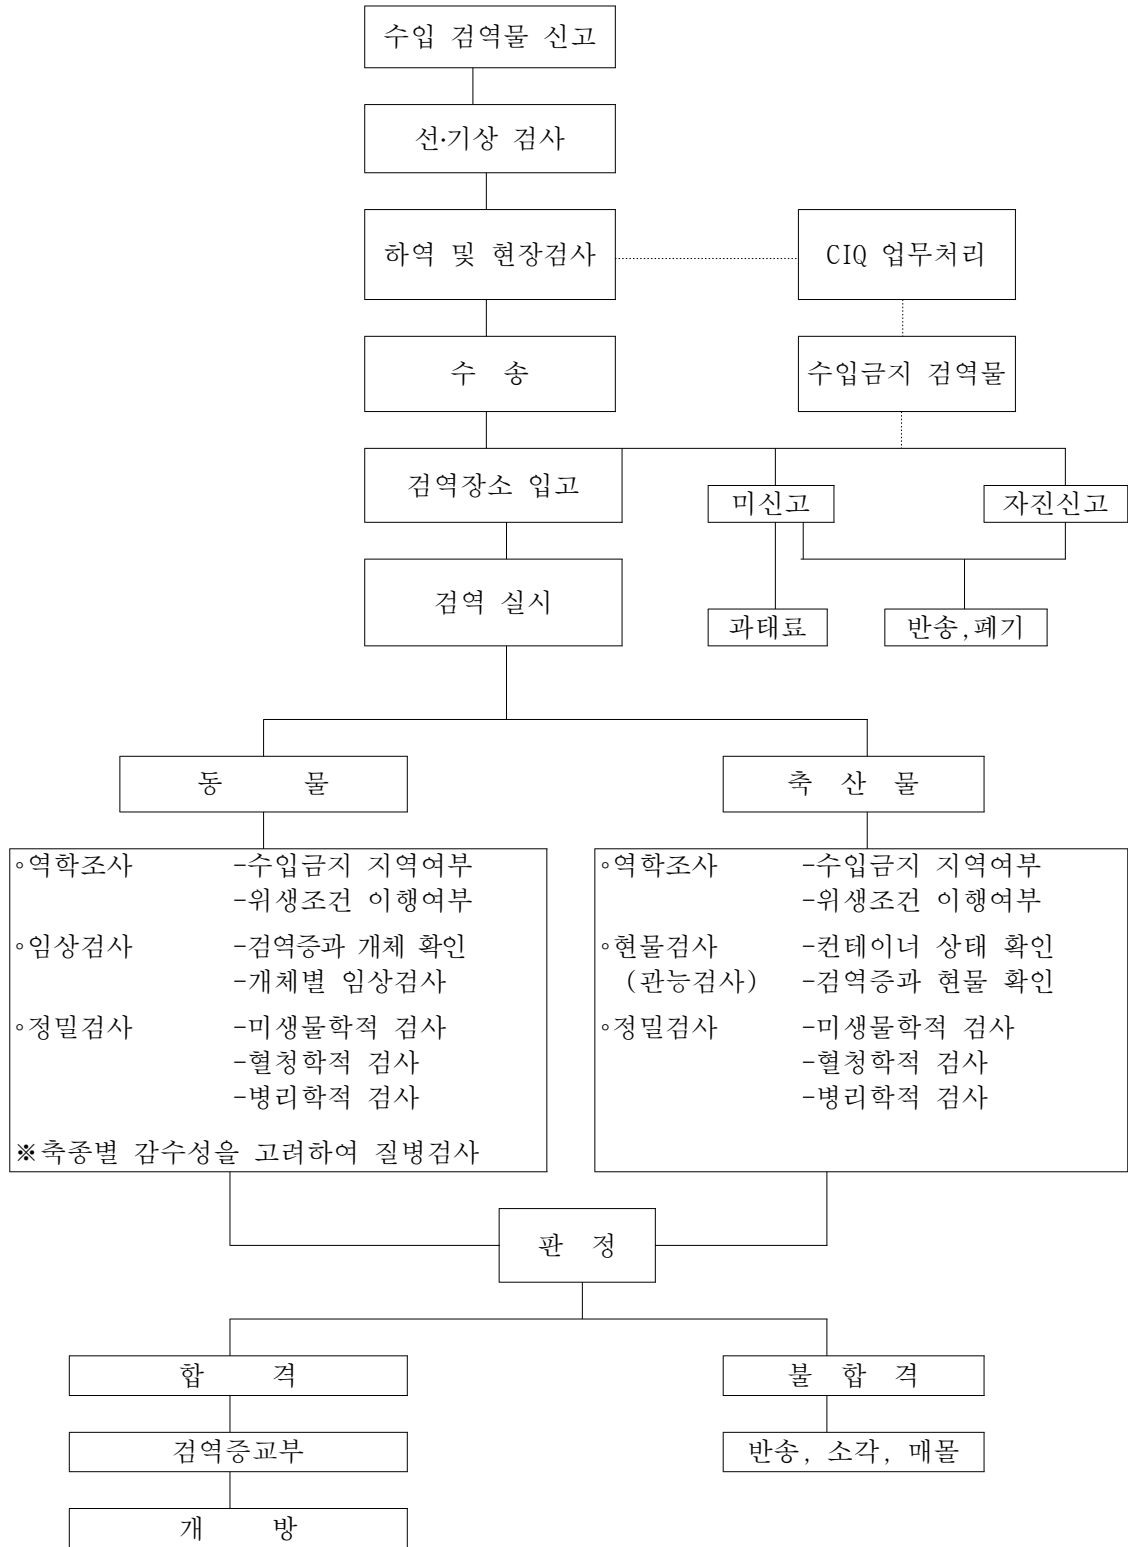 수입 검역물 신고
선·기상 검사
하역 및 현장검사
CIQ 업무처리
수 송
수입금지 검역물
검역장소 입고
미신고
자진신고
검역 실시
과태료
반송,폐기
동 물
축 산 물
◦역학조사 -수입금지 지역여부
-위생조건 이행여부
◦임상검사 -검역증과 개체 확인
-개체별 임상검사
◦정밀검사 -미생물학적 검사
-혈청학적 검사
-병리학적 검사
※축종별 감수성을 고려하여 질병검사
◦역학조사 -수입금지 지역여부
-위생조건 이행여부
◦현물검사 -컨테이너 상태 확인
(관능검사) -검역증과 현물 확인
◦정밀검사 -미생물학적 검사
-혈청학적 검사
-병리학적 검사
판 정
합 격
불 합 격
검역증교부
반송, 소각, 매몰
개 방